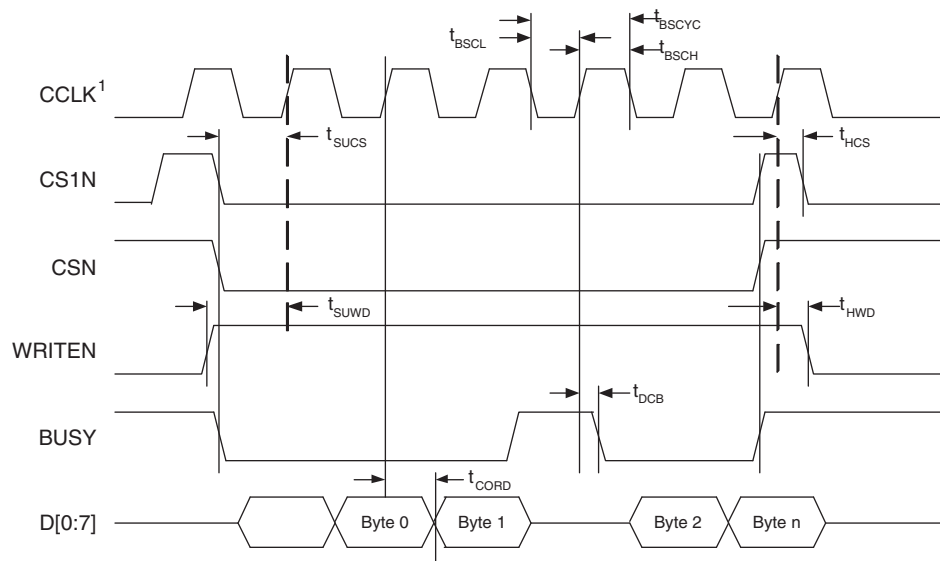 tBSCYC
tBSCL
tBSCH
CCLK¹
tSUCS
tHCS
CS1N
CSN
tSUWD
tHWD
WRITEN
tDCB
BUSY
tCORD
D[0:7]
Byte 0
Byte 1
Byte 2
Byte n